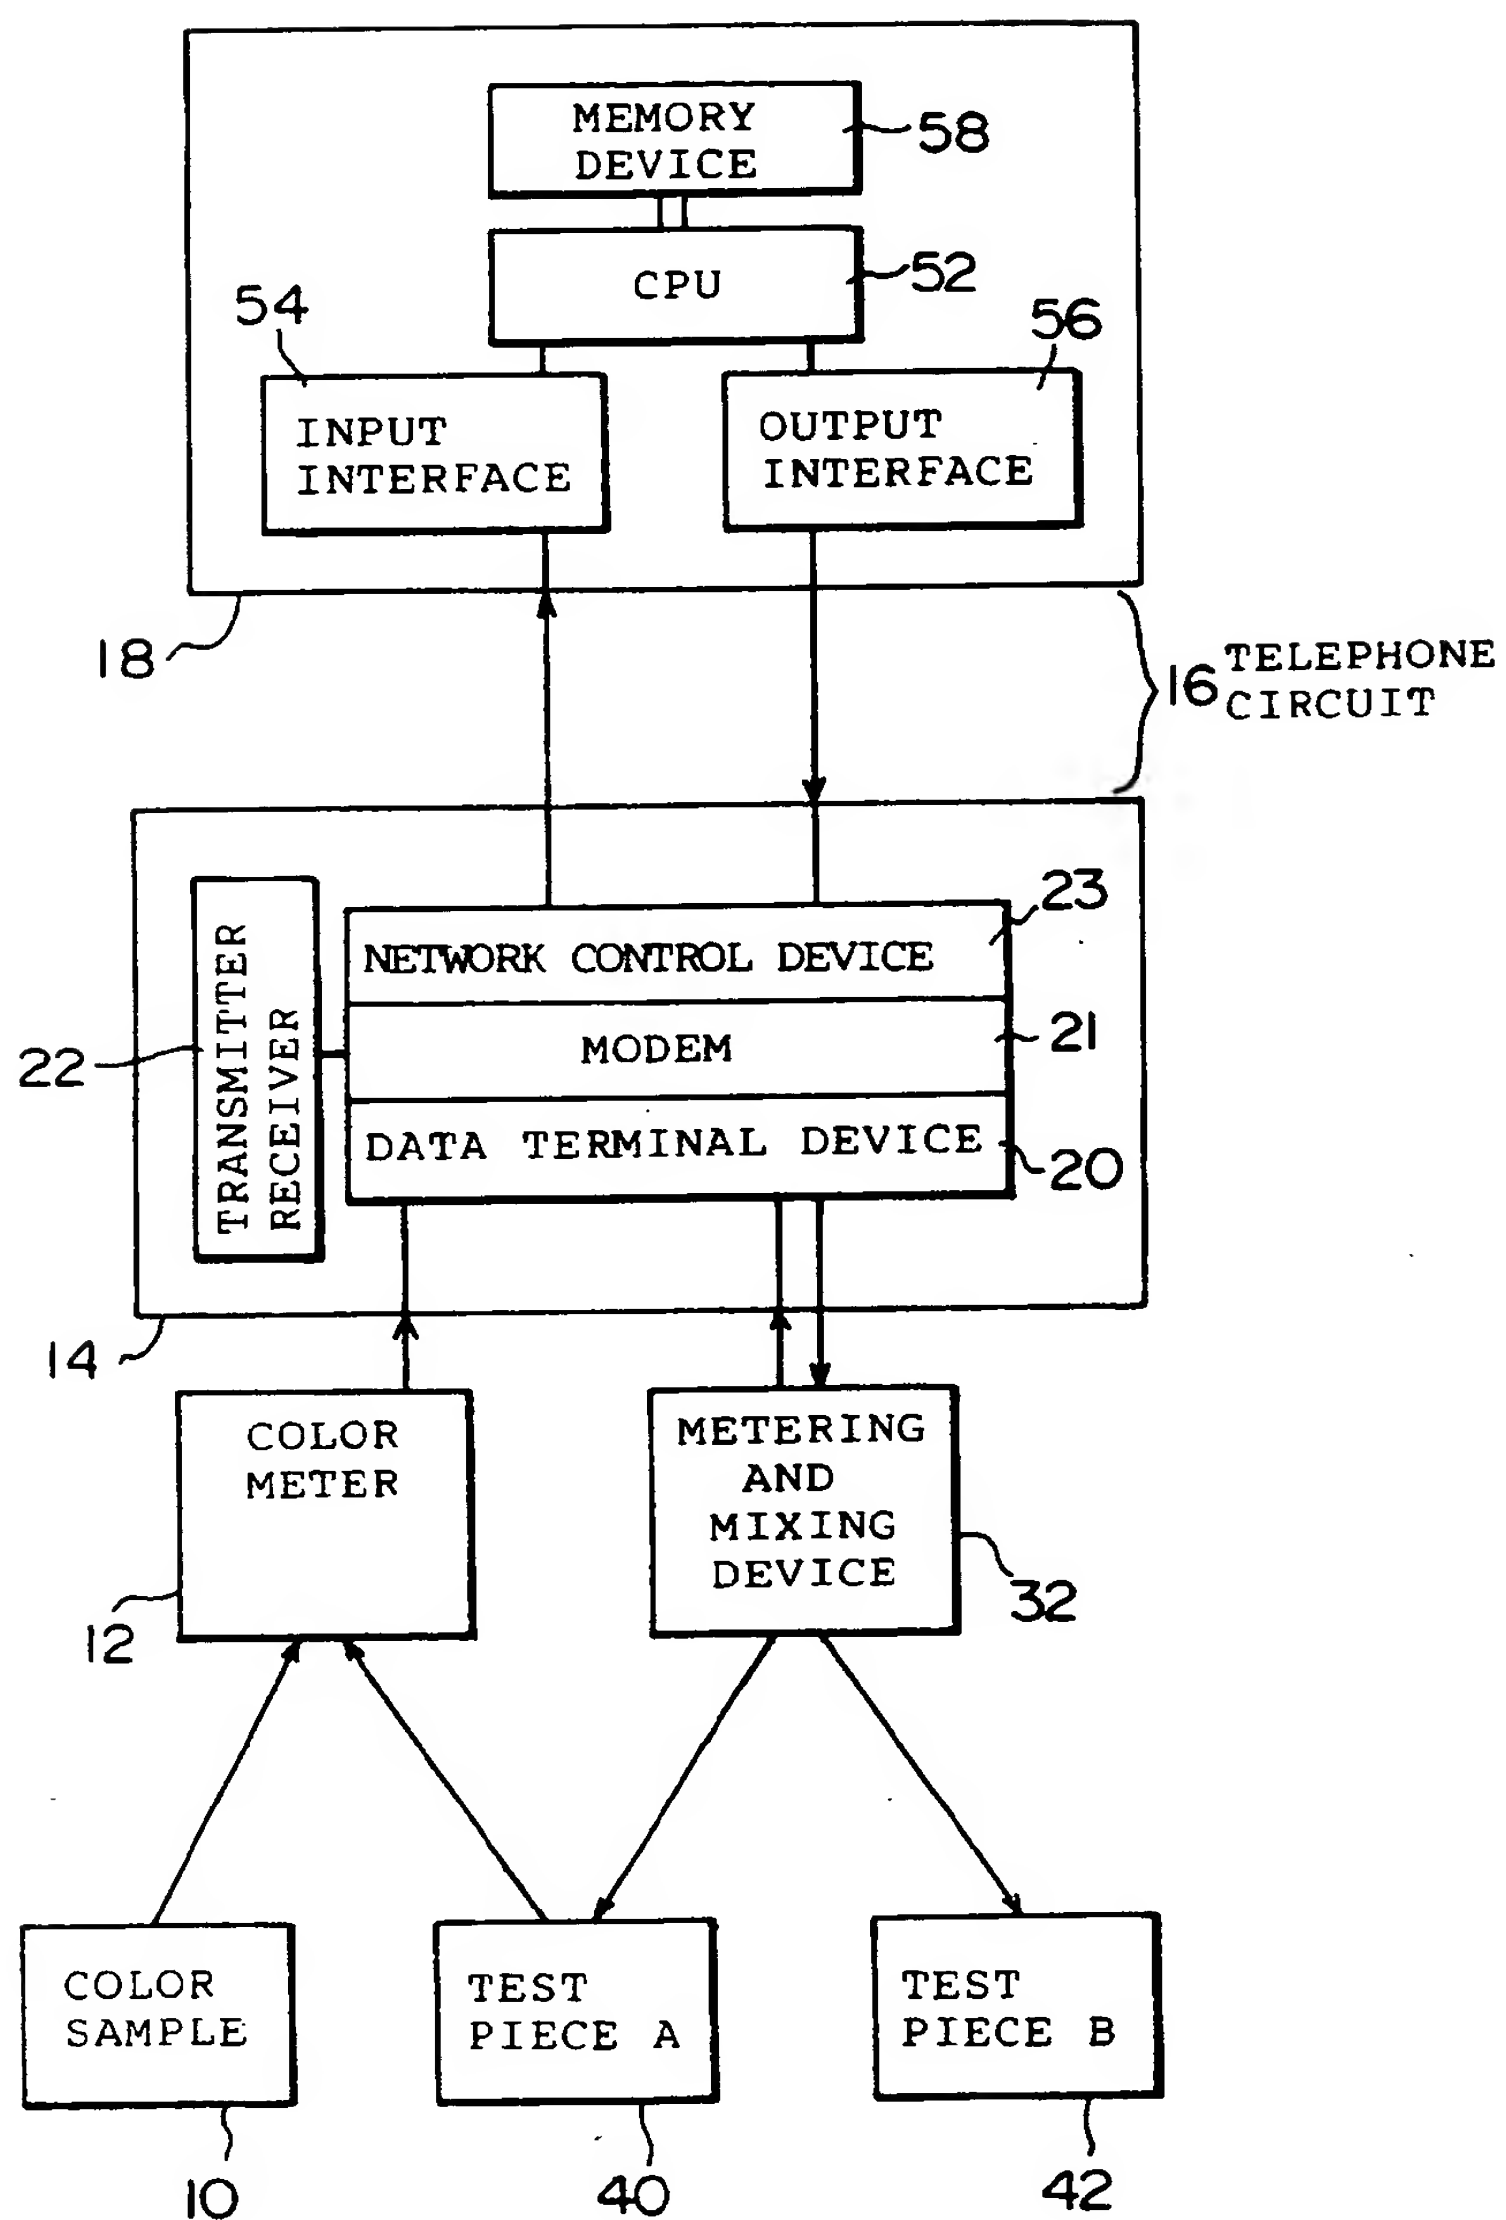 MEMORY
DEVICE
58
CPU
52
54
56
INPUT
INTERFACE
OUTPUT
INTERFACE
18
16
TELEPHONE
CIRCUIT
23
NETWORK CONTROL DEVICE
22
TRANSMITTER
RECEIVER
MODEM
21
DATA TERMINAL DEVICE
20
14
COLOR
METER
12
METERING
AND
MIXING
DEVICE
32
COLOR
SAMPLE
10
TEST
PIECE A
40
TEST
PIECE B
42